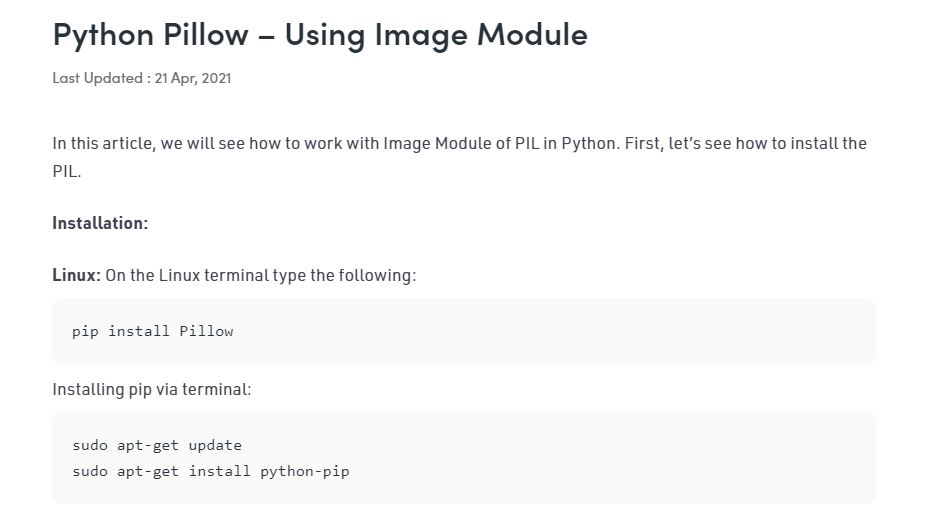 Python Pillow – Using Image Module
Last Updated : 21 Apr, 2021
In this article, we will see how to work with Image Module of PIL in Python. First, let’s see how to install the
PIL.
Installation:
Linux: On the Linux terminal type the following:
pip install Pillow
Installing pip via terminal:
sudo apt-get update
sudo apt-get install python-pip